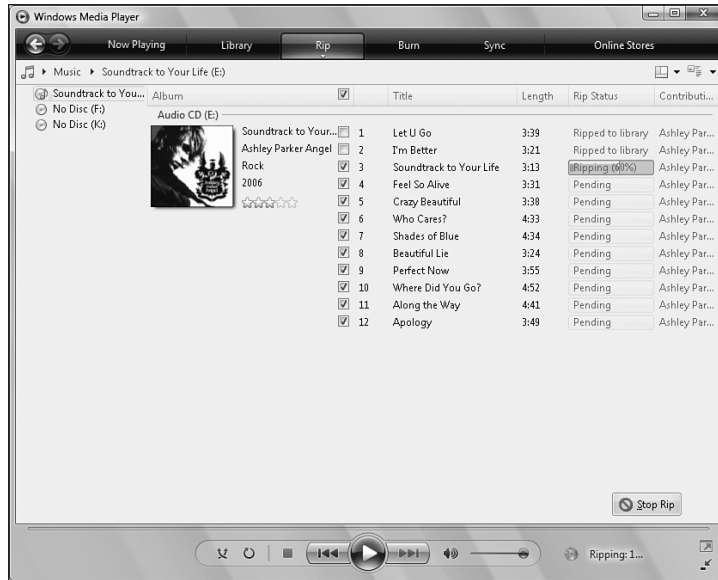 Windows Media Player
Now Playing Library Rip Burn Sync Online Stores
Music Soundtrack to Your Life (E:)
Soundtrack to You...
No Disc (F:)
No Disc (K:)
Album Title Length Rip Status Contributi...
Audio CD (E:)
Soundtrack to Your...
Ashley Parker Angel
Rock
2006
1 Let U Go 3:39 Ripped to library Ashley Par...
2 I'm Better 3:21 Ripped to library Ashley Par...
3 Soundtrack to Your Life 3:13 Ripping (60%) Ashley Par...
4 Feel So Alive 3:31 Pending Ashley Par...
5 Crazy Beautiful 3:38 Pending Ashley Par...
6 Who Cares? 4:33 Pending Ashley Par...
7 Shades of Blue 4:34 Pending Ashley Par...
8 Beautiful Lie 3:24 Pending Ashley Par...
9 Perfect Now 3:55 Pending Ashley Par...
10 Where Did You Go? 4:52 Pending Ashley Par...
11 Along the Way 4:41 Pending Ashley Par...
12 Apology 3:49 Pending Ashley Par...
Stop Rip
Ripping: 1...